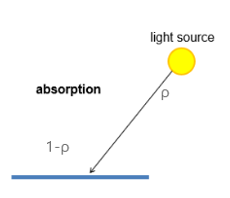 light source
absorption
ρ
1-ρ